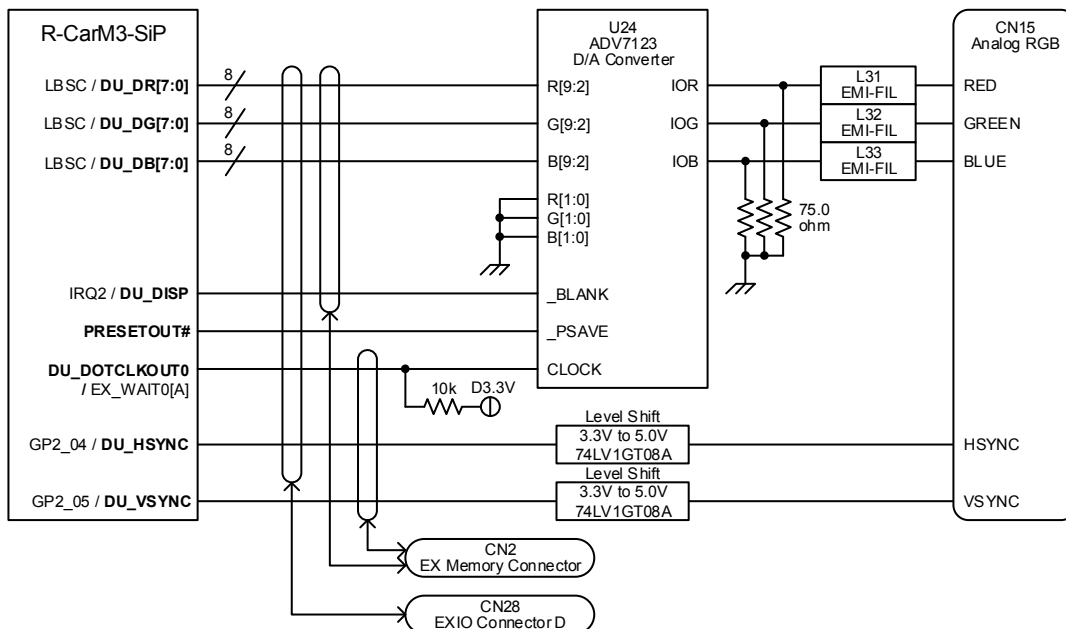 R-CarM3-SiP
LBSC / DU_DR[7:0]
LBSC / DU_DG[7:0]
LBSC / DU_DB[7:0]
IRQ2 / DU_DISP
PRESETOUT#
DU_DOTCLKOUT0
/ EX_WAIT0[A]
GP2_04 / DU_HSYNC
GP2_05 / DU_VSYNC
8
8
8
10k
D3.3V
U24
ADV7123
D/A Converter
R[9:2]
G[9:2]
B[9:2]
R[1:0]
G[1:0]
B[1:0]
_BLANK
_PSAVE
CLOCK
IOR
IOG
IOB
L31
EMI-FIL
L32
EMI-FIL
L33
EMI-FIL
75.0
ohm
Level Shift
3.3V to 5.0V
74LV1GT08A
Level Shift
3.3V to 5.0V
74LV1GT08A
CN15
Analog RGB
RED
GREEN
BLUE
HSYNC
VSYNC
CN2
EX Memory Connector
CN28
EXIO Connector D